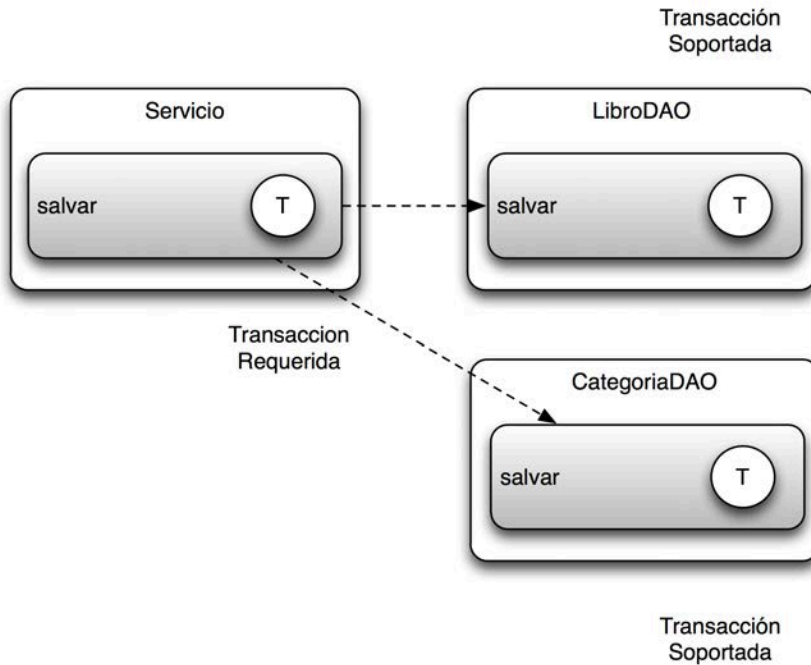 Transacción
Soportada
Servicio
LibroDAO
salvar
T
salvar
T
Transaccion
Requerida
CategoriaDAO
salvar
T
Transacción
Soportada